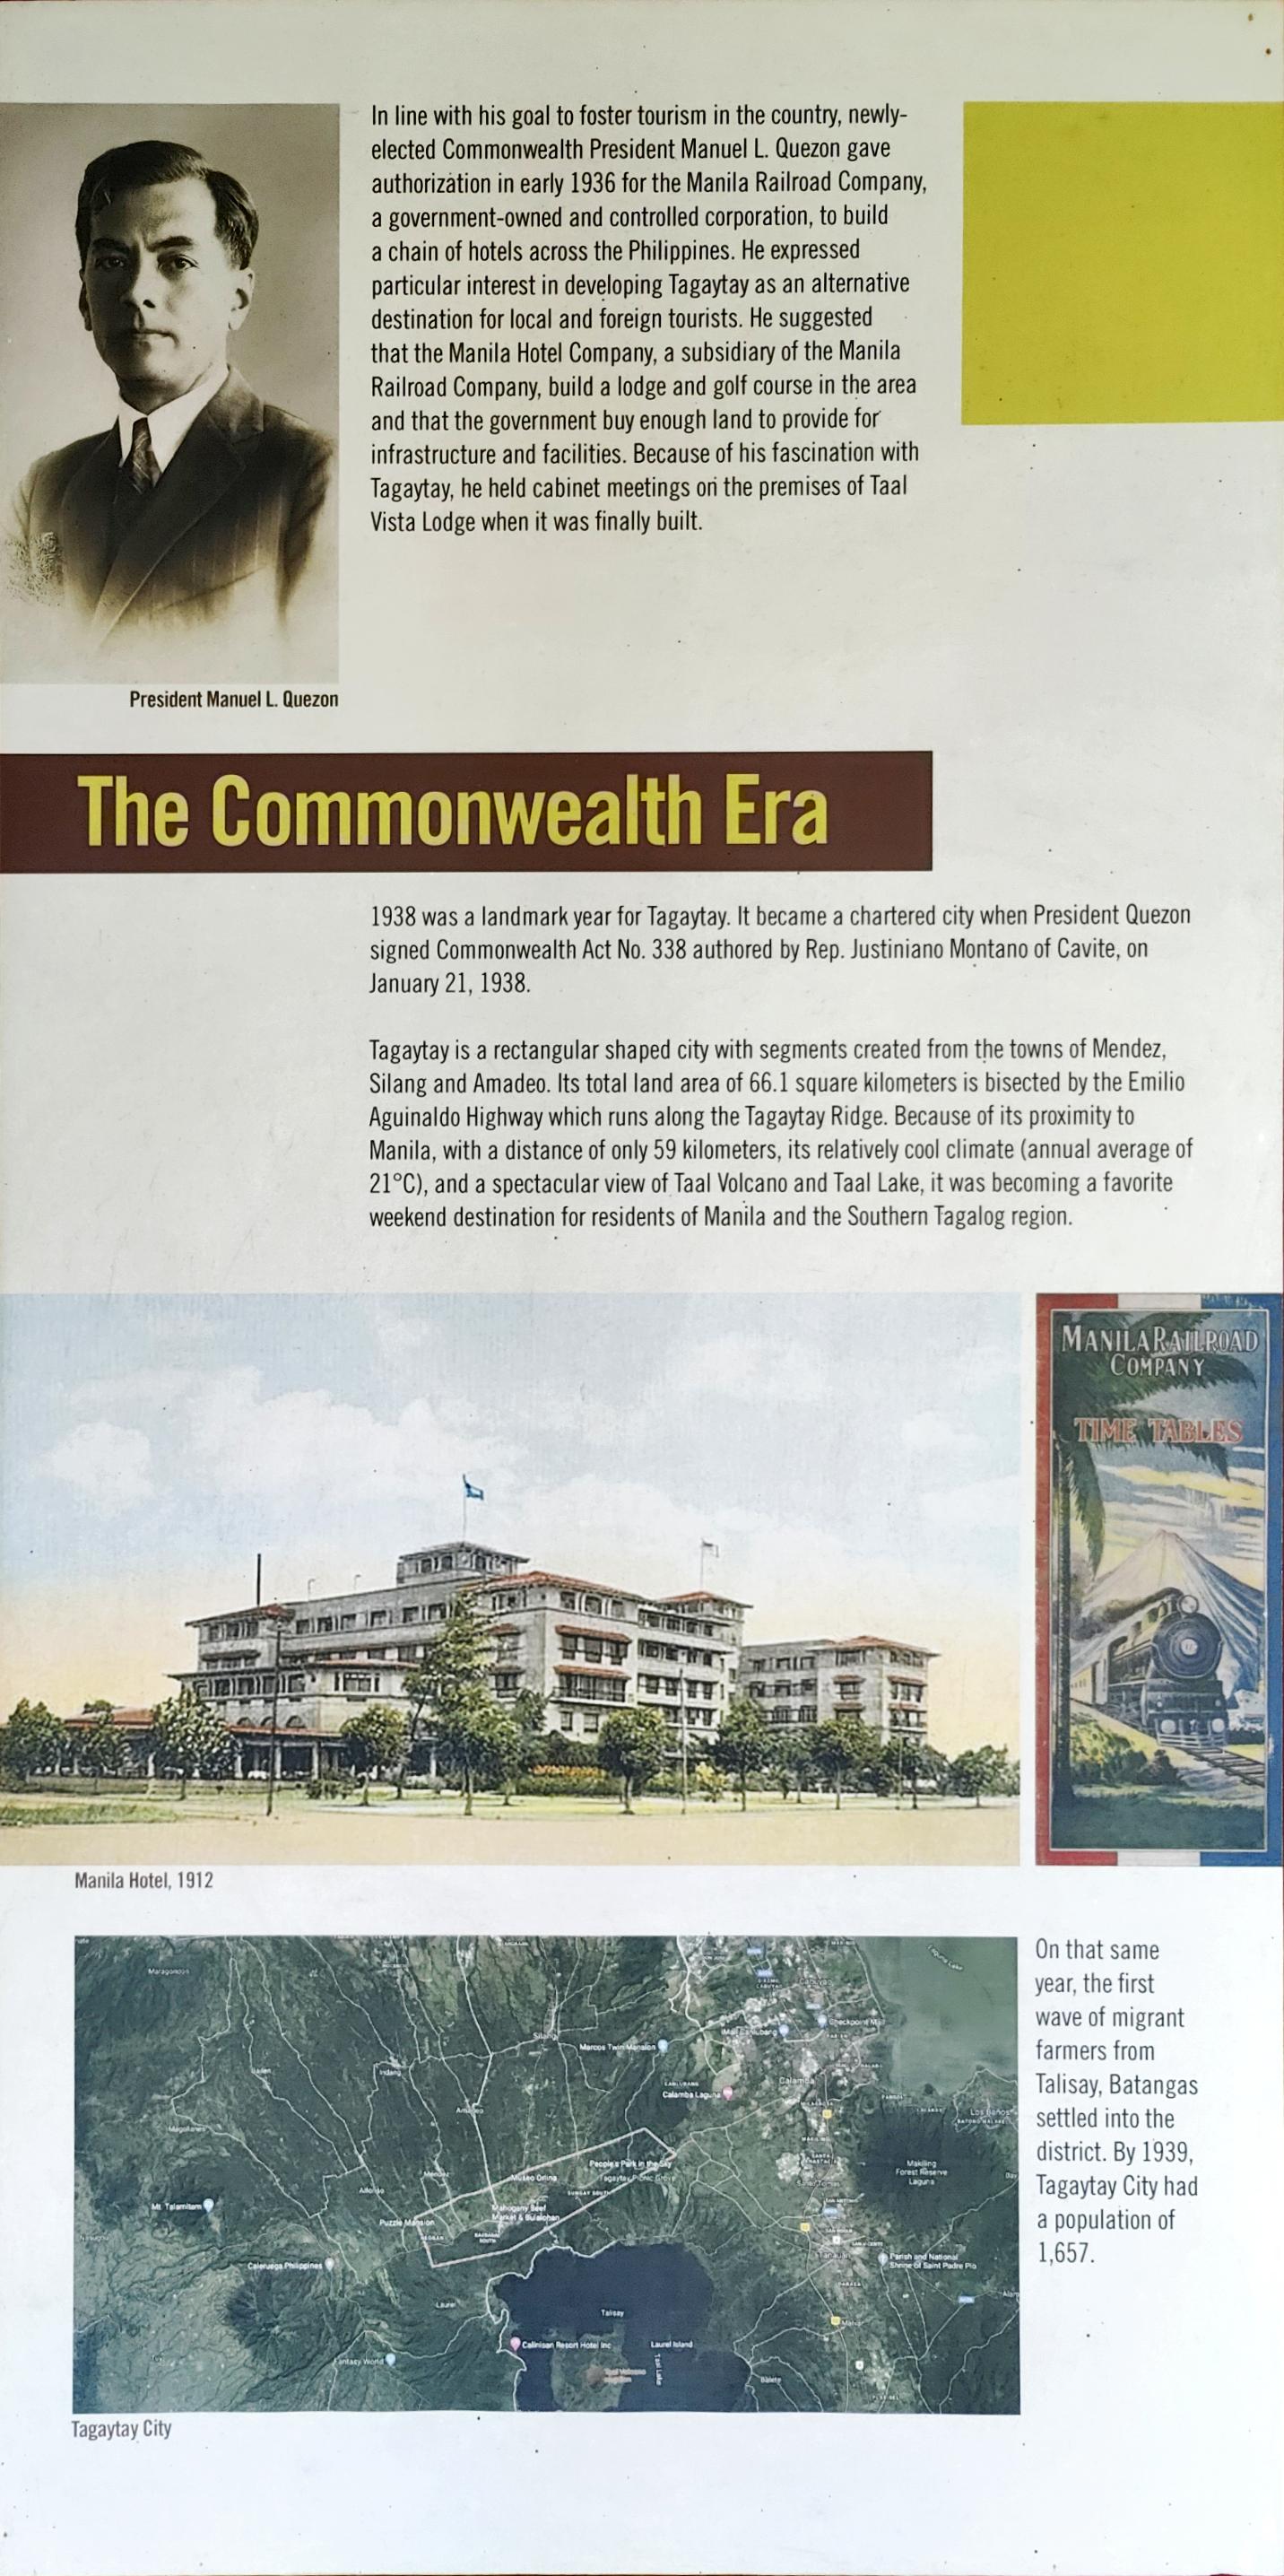 In line with his goal to foster tourism in the country, newly-
elected Commonwealth President Manuel L. Quezon gave
authorization in early 1936 for the Manila Railroad Company,
a government-owned and controlled corporation, to build
a chain of hotels across the Philippines. He expressed
particular interest in developing Tagaytay as an alternative
destination for local and foreign tourists. He suggested
that the Manila Hotel Company, a subsidiary of the Manila
Railroad Company, build a lodge and golf course in the area
and that the government buy enough land to provide for
infrastructure and facilities. Because of his fascination with
Tagaytay, he held cabinet meetings on the premises of Taal
Vista Lodge when it was finally built.
President Manuel L. Quezon
The Commonwealth Era
1938 was a landmark year for Tagaytay. It became a chartered city when President Quezon
signed Commonwealth Act No. 338 authored by Rep. Justiniano Montano of Cavite, on
January 21, 1938.
Tagaytay is a rectangular shaped city with segments created from the towns of Mendez,
Silang and Amadeo. Its total land area of 66.1 square kilometers is bisected by the Emilio
Aguinaldo Highway which runs along the Tagaytay Ridge. Because of its proximity to
Manila, with a distance of only 59 kilometers, its relatively cool climate (annual average of
21°C), and a spectacular view of Taal Volcano and Taal Lake, it was becoming a favorite
weekend destination for residents of Manila and the Southern Tagalog region.
MANILA RAILROAD
COMPANY
TIME TABLES
Manila Hotel, 1912
On that same
year, the first
wave of migrant
farmers from
Talisay, Batangas
settled into the
district. By 1939,
Tagaytay City had
a population of
1,657.
Maragondon
Laguna Lake
Silang
Marcos Twin Mansion
Checkpoint Mall
Indang
Calamba
Calamba Laguna
Amadeo
Magallanes
People's Park in the Sky
Tagaytay Picnic Grove
Museo Orlina
Makiling
Forest Reserve
Laguna
Mendez
Alfonso
Mt. Talamitam
Mahogany Beef
Market & Bulalohan
Puzzle Mansion
Caleruega Philippines
Tanauan
Parish and National
Shrine of Saint Padre Pio
Laurel
Talisay
Calinisan Resort Hotel Inc
Laurel Island
Taal Lake
Fantasy World
Malvar
Balete
Tagaytay City